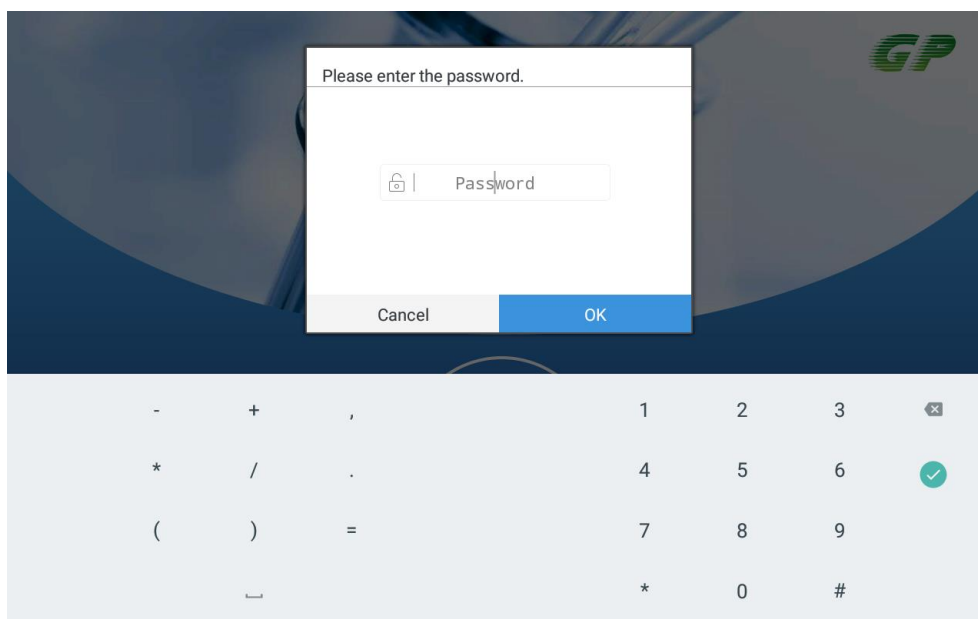 GP
Please enter the password.
Password
Cancel OK
- + , 1 2 3
* / . 4 5 6
( ) = 7 8 9
* 0 #